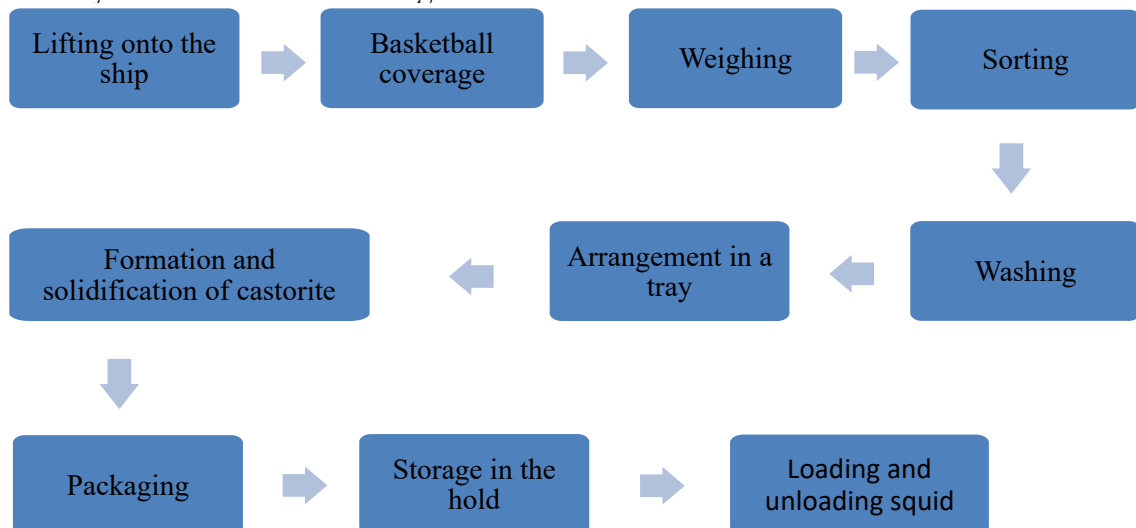 Lifting onto the
ship
Basketball
coverage
Weighing
Sorting
Washing
Arrangement in a
tray
Formation and
solidification of castorite
Packaging
Storage in the
hold
Loading and
unloading squid